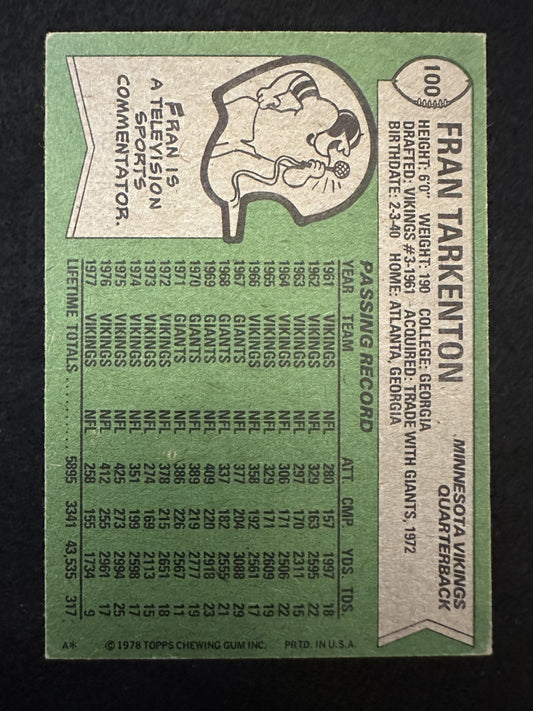 100
FRAN TARKENTON
MINNESOTA VIKINGS
QUARTERBACK
HEIGHT: 6'0" WEIGHT: 190 COLLEGE: GEORGIA
DRAFTED: VIKINGS #3-1961 ACQUIRED: TRADE WITH GIANTS, 1972
BIRTHDATE: 2-3-40 HOME: ATLANTA, GEORGIA
FRAN IS
A TELEVISION
SPORTS
COMMENTATOR.
PASSING RECORD
YEAR TEAM ATT. CMP. YDS. TDS.
1961 VIKINGS NFL 280 157 1997 18
1962 VIKINGS NFL 329 163 2595 22
1963 VIKINGS NFL 297 170 2311 15
1964 VIKINGS NFL 306 171 2506 22
1965 VIKINGS NFL 329 171 2609 19
1966 VIKINGS NFL 358 192 2561 17
1967 GIANTS NFL 377 204 3088 29
1968 GIANTS NFL 337 182 2555 21
1969 GIANTS NFL 409 220 2918 23
1970 GIANTS NFL 389 219 2777 19
1971 GIANTS NFL 386 226 2567 11
1972 VIKINGS NFL 378 215 2651 18
1973 VIKINGS NFL 274 169 2113 15
1974 VIKINGS NFL 351 199 2598 17
1975 VIKINGS NFL 425 273 2994 25
1976 VIKINGS NFL 412 255 2961 17
1977 VIKINGS NFL 258 155 1734 9
LIFETIME TOTALS .......... 5895 3341 43,535 317
A* © 1978 TOPPS CHEWING GUM INC. PRTD. IN U.S.A.